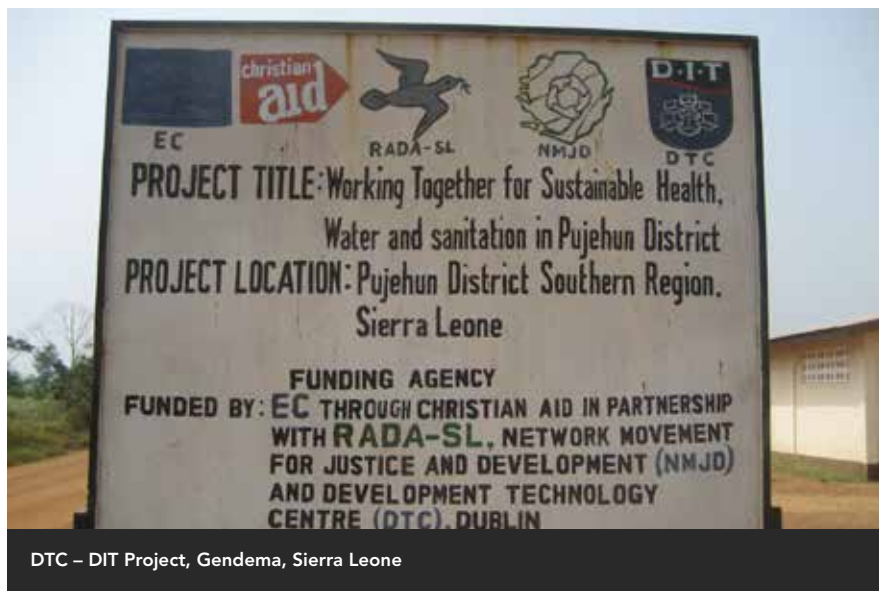 christian
aid
D·I·T
EC
RADA-SL
NMJD
DTC
PROJECT TITLE: Working Together for Sustainable Health,
Water and sanitation in Pujehun District
PROJECT LOCATION: Pujehun District Southern Region.
Sierra Leone
FUNDING AGENCY
FUNDED BY: EC THROUGH CHRISTIAN AID IN PARTNERSHIP
WITH RADA-SL, NETWORK MOVEMENT
FOR JUSTICE AND DEVELOPMENT (NMJD)
AND DEVELOPMENT TECHNOLOGY
CENTRE (DTC), DUBLIN
DTC – DIT Project, Gendema, Sierra Leone